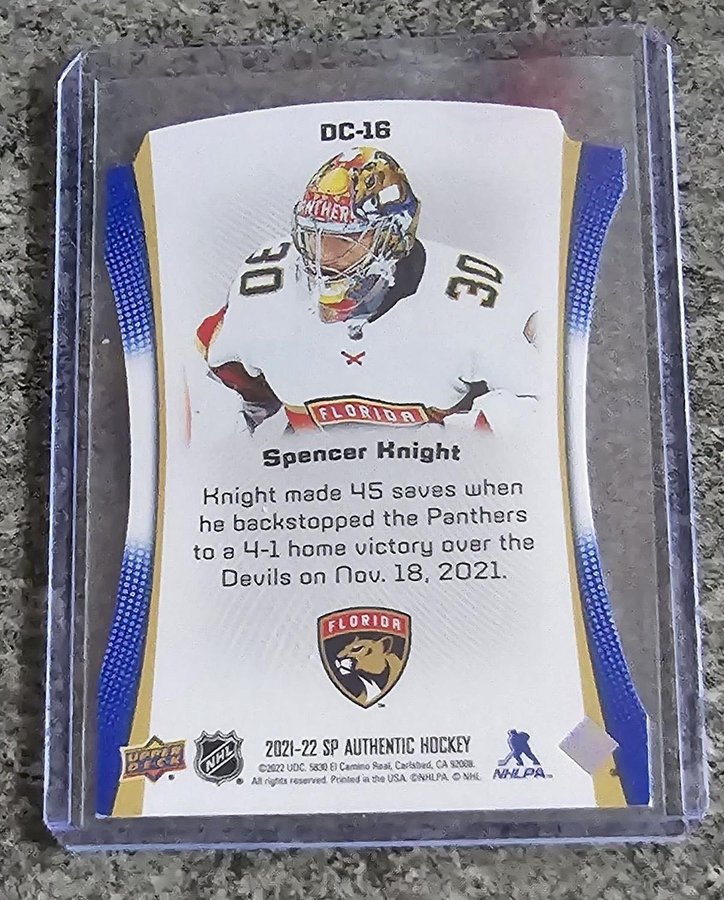 DC-16
PANTHERS
30
30
FLORIDA
Spencer Knight
Knight made 45 saves when
he backstopped the Panthers
to a 4-1 home victory over the
Devils on Nov. 18, 2021.
FLORIDA
UPPER DECK
NHL
2021-22 SP AUTHENTIC HOCKEY
©2022 UDC. 5830 El Camino Real, Carlsbad, CA 92008.
All rights reserved. Printed in the USA. ©NHLPA. © NHL.
NHLPA